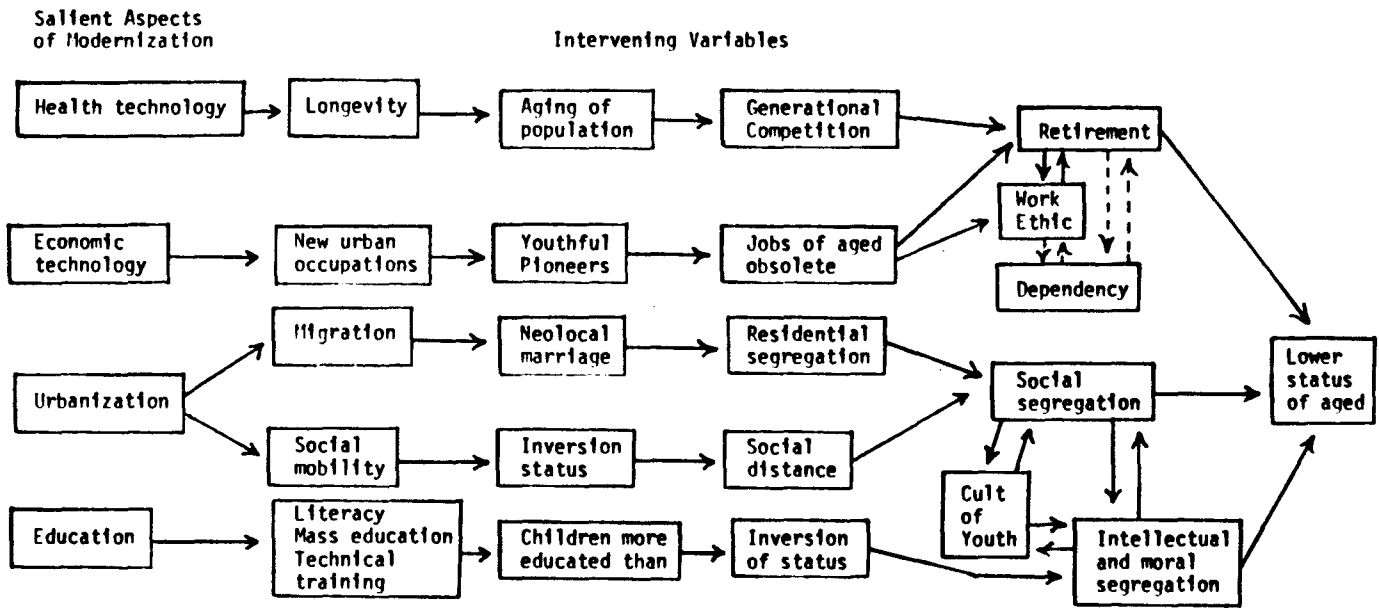 Salient Aspects
of Modernization
Intervening Variables
Health technology
Longevity
Aging of
population
Generational
Competition
Retirement
Work
Ethic
Dependency
Economic
technology
New urban
occupations
Youthful
Pioneers
Jobs of aged
obsolete
Urbanization
Migration
Neolocal
marriage
Residential
segregation
Social
segregation
Lower
status
of aged
Social
mobility
Inversion
status
Social
distance
Cult
of
Youth
Education
Literacy
Mass education
Technical
training
Children more
educated than
Inversion
of status
Intellectual
and moral
segregation